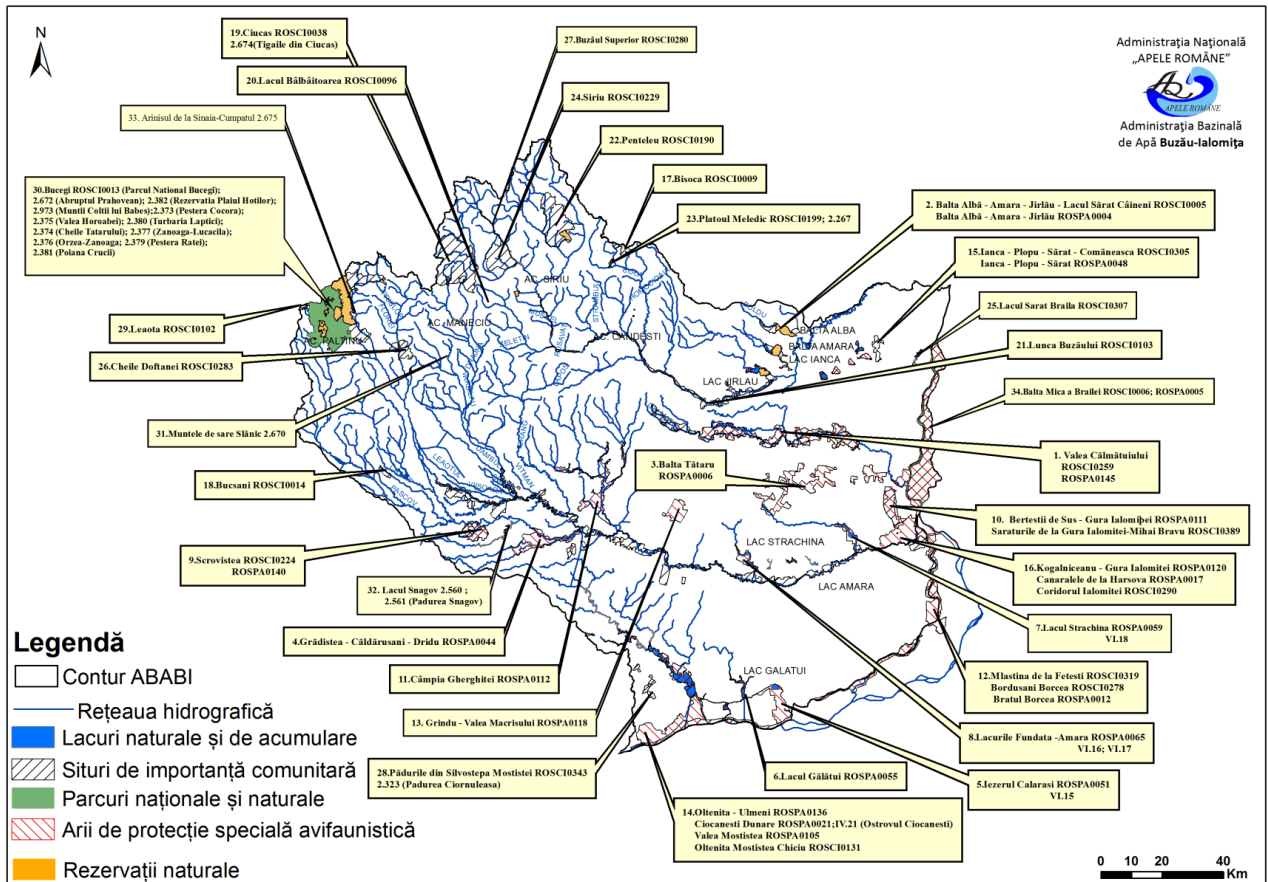 N
19.Ciucas ROSCI0038
2.674(Tigaile din Ciucas)
27.Buzăul Superior ROSCI0280
Administrația Națională
„APELE ROMÂNE”
APELE ROMÂNE
Administrația Bazinală
de Apă Buzău-Ialomița
20.Lacul Bâlbâitoarea ROSCI0096
24.Siriu ROSCI0229
33. Arinisul de la Sinaia-Cumpatul 2.675
22.Penteleu ROSCI0190
17.Bisoca ROSCI0009
30.Bucegi ROSCI0013 (Parcul National Bucegi);
2.672 (Abruptul Prahovean); 2.382 (Rezervatia Plaiul Hotilor);
2.973 (Muntii Coltii lui Babes);2.373 (Pestera Cocora)
2.375 (Valea Horoabei); 2.380 (Turbaria Laptici);
2.374 (Cheile Tatarului); 2.377 (Zanoaga-Lucacila)
2.376 (Orzea-Zanoaga; 2.379 (Pestera Ratei);
2.381 (Poiana Crucii)
23.Platoul Meledic ROSCI0199; 2.267
2. Balta Albă - Amara - Jirlău - Lacul Sărat Câineni ROSCI0005
Balta Albă - Amara - Jirlău ROSPA0004
15.Ianca - Plopu - Sărat - Comăneasca ROSCI0305
Ianca - Plopu - Sărat ROSPA0048
25.Lacul Sarat Braila ROSCI0307
29.Leaota ROSCI0102
AC. SIRIU
AC. MANECIU
AC. PALTINU
AC. CANDESTI
BALTA ALBA
BALTA AMARA
LAC IANCA
LAC JIRLAU
21.Lunca Buzăului ROSCI0103
26.Cheile Doftanei ROSCI0283
34.Balta Mica a Brailei ROSCI0006; ROSPA0005
31.Muntele de sare Slănic 2.670
1. Valea Călmătuiului
ROSCI0259
ROSPA0145
3.Balta Tătaru
ROSPA0006
18.Bucsani ROSCI0014
LEAOTUL
PASCOV
VITMAN
10. Bertestii de Sus - Gura Ialomiței ROSPA0111
Saraturile de la Gura Ialomitei-Mihai Bravu ROSCI0389
9.Scrovistea ROSCI0224
ROSPA0140
LAC STRACHINA
LAC AMARA
16.Kogalniceanu - Gura Ialomitei ROSPA0120
Canaralele de la Harsova ROSPA0017
Coridorul Ialomitei ROSCI0290
32. Lacul Snagov 2.560 ;
2.561 (Padurea Snagov)
7.Lacul Strachina ROSPA0059
VI.18
4.Grădistea - Căldărusani - Dridu ROSPA0044
11.Câmpia Gherghitei ROSPA0112
LAC GALATUI
12.Mlastina de la Fetesti ROSCI0319
Bordusani Borcea ROSCI0278
Bratul Borcea ROSPA0012
13. Grindu - Valea Macrisului ROSPA0118
8.Lacurile Fundata -Amara ROSPA0065
VI.16; VI.17
28.Pădurile din Silvostepa Mostistei ROSCI0343
2.323 (Padurea Ciornuleasa)
6.Lacul Gălățui ROSPA0055
5.Iezerul Calarasi ROSPA0051
VI.15
14.Oltenita - Ulmeni ROSPA0136
Ciocanesti Dunare ROSPA0021;IV.21 (Ostrovul Ciocanesti)
Valea Mostistea ROSPA0105
Oltenita Mostistea Chiciu ROSCI0131
Legendă
Contur ABABI
Rețeaua hidrografică
Lacuri naturale și de acumulare
Situri de importanță comunitară
Parcuri naționale și naturale
Arii de protecție specială avifaunistică
Rezervații naturale
0 10 20 40
Km